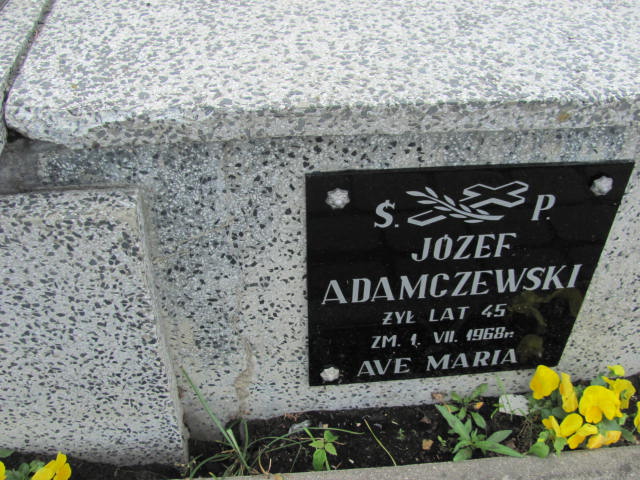 Ś. P.
JÓZEF
ADAMCZEWSKI
ŻYŁ LAT 45
ZM. 1. VII. 1968r.
AVE MARIA